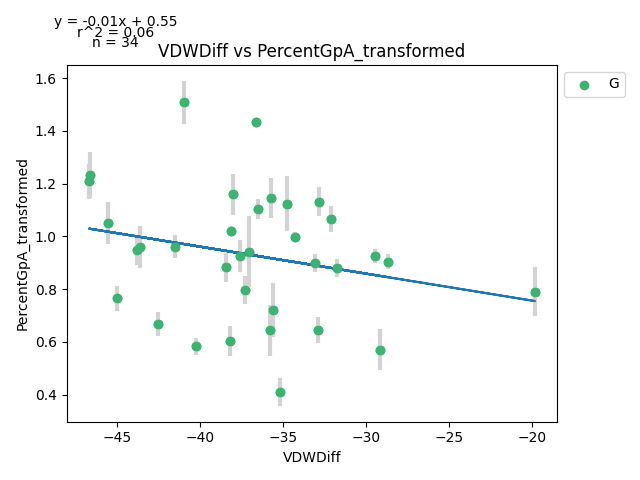 y = -0.01x + 0.55
r^2 = 0.06
n = 34
VDWDiff vs PercentGpA_transformed
G
PercentGpA_transformed
1.6
1.4
1.2
1.0
0.8
0.6
0.4
−45
−40
−35
−30
−25
−20
VDWDiff